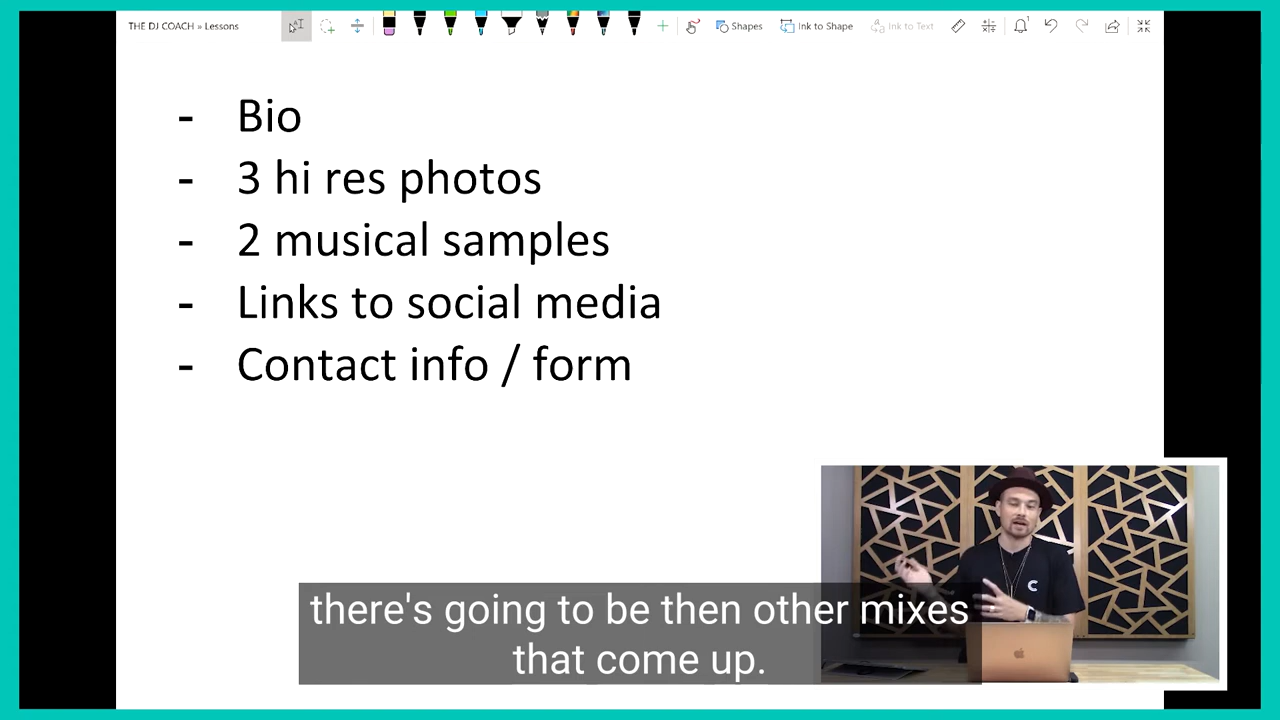 THE DJ COACH » Lessons
Shapes
Ink to Shape
Ink to Text
- Bio
- 3 hi res photos
- 2 musical samples
- Links to social media
- Contact info / form
C
there's going to be then other mixes
that come up.